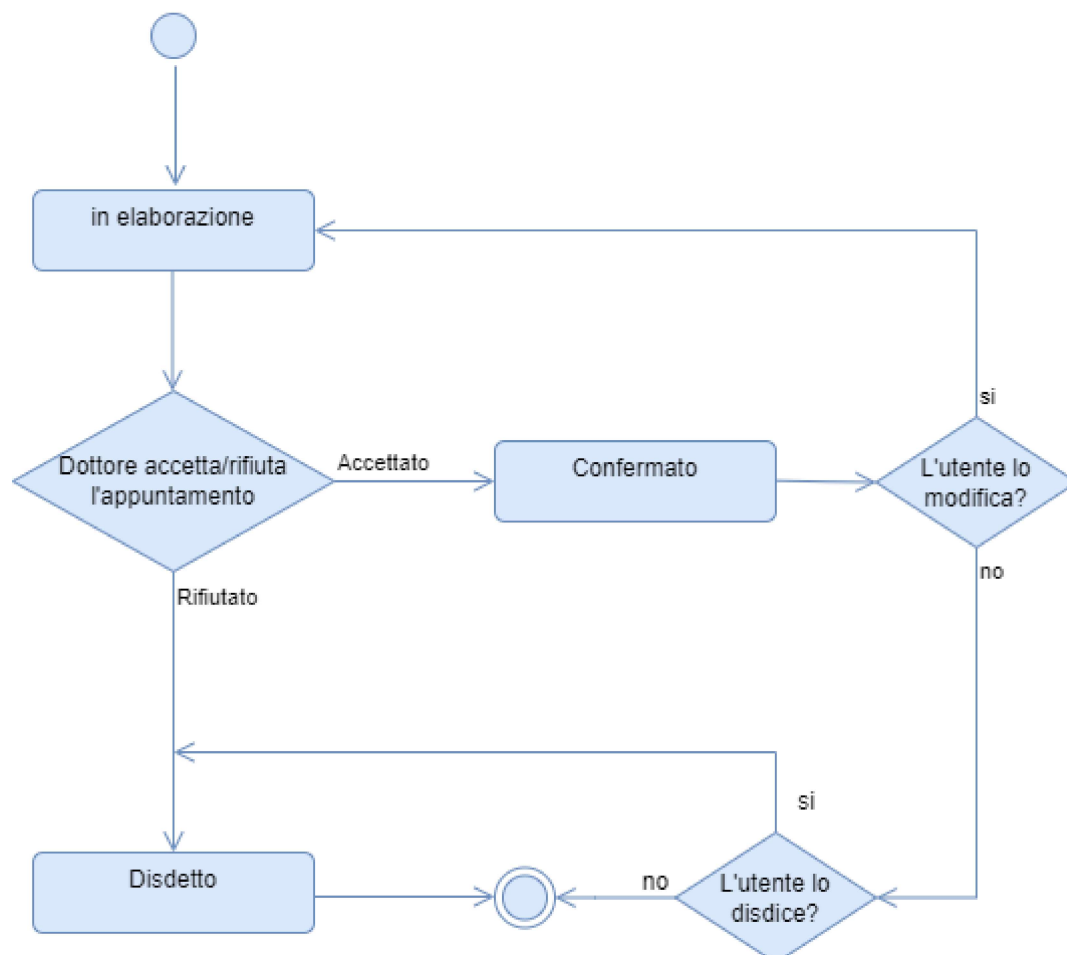 in elaborazione
si
Dottore accetta/rifiuta
l'appuntamento
Accettato
Confermato
L'utente lo
modifica?
no
Rifiutato
si
Disdetto
no
L'utente lo
disdice?